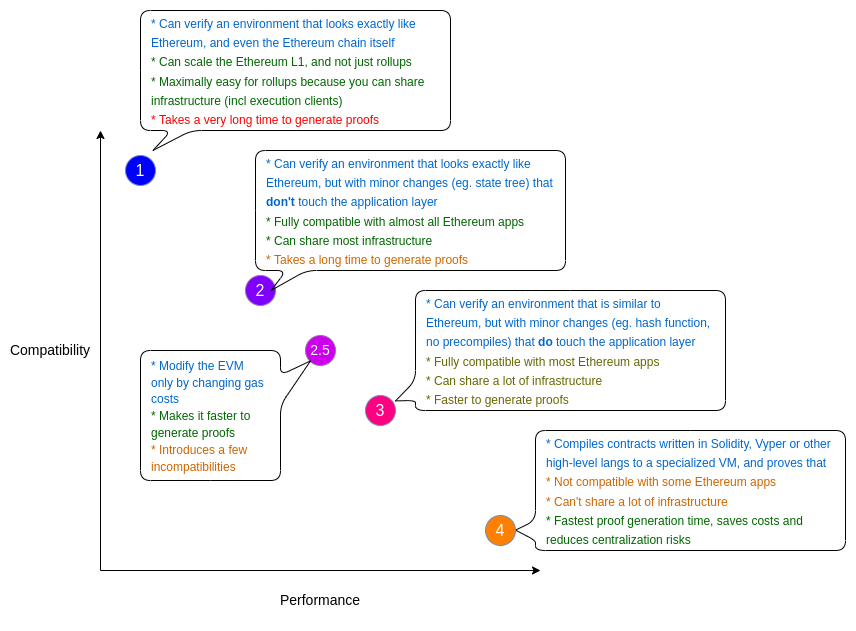 * Can verify an environment that looks exactly like
Ethereum, and even the Ethereum chain itself
* Can scale the Ethereum L1, and not just rollups
* Maximally easy for rollups because you can share
infrastructure (incl execution clients)
* Takes a very long time to generate proofs
1
* Can verify an environment that looks exactly like
Ethereum, but with minor changes (eg. state tree) that
don't touch the application layer
* Fully compatible with almost all Ethereum apps
* Can share most infrastructure
* Takes a long time to generate proofs
2
* Can verify an environment that is similar to
Ethereum, but with minor changes (eg. hash function,
no precompiles) that do touch the application layer
* Fully compatible with most Ethereum apps
* Can share a lot of infrastructure
* Faster to generate proofs
Compatibility
2.5
* Modify the EVM
only by changing gas
costs
* Makes it faster to
generate proofs
* Introduces a few
incompatibilities
3
* Compiles contracts written in Solidity, Vyper or other
high-level langs to a specialized VM, and proves that
* Not compatible with some Ethereum apps
* Can't share a lot of infrastructure
* Fastest proof generation time, saves costs and
reduces centralization risks
4
Performance